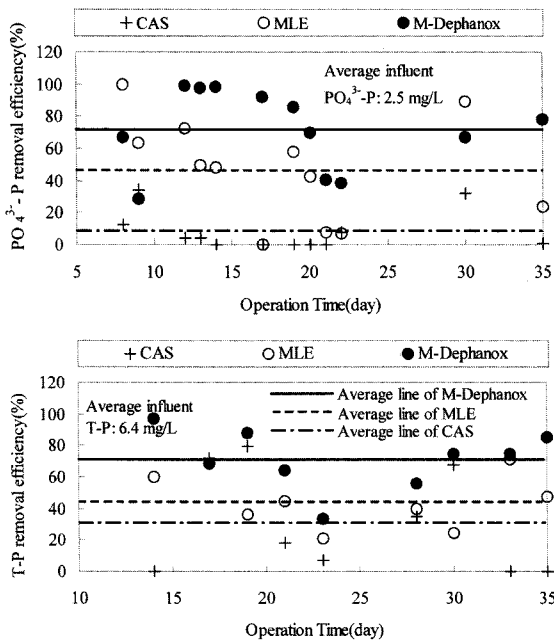 + CAS ○ MLE ● M-Dephanox
PO₄³⁻- P removal efficiency(%)
120
100
80
60
40
20
0
Average influent
PO₄³⁻-P: 2.5 mg/L
5 10 15 20 25 30 35
Operation Time(day)
+ CAS ○ MLE ● M-Dephanox
T-P removal efficiency(%)
120
100
80
60
40
20
0
Average influent
T-P: 6.4 mg/L
Average line of M-Dephanox
Average line of MLE
Average line of CAS
10 15 20 25 30 35
Operation Time(day)